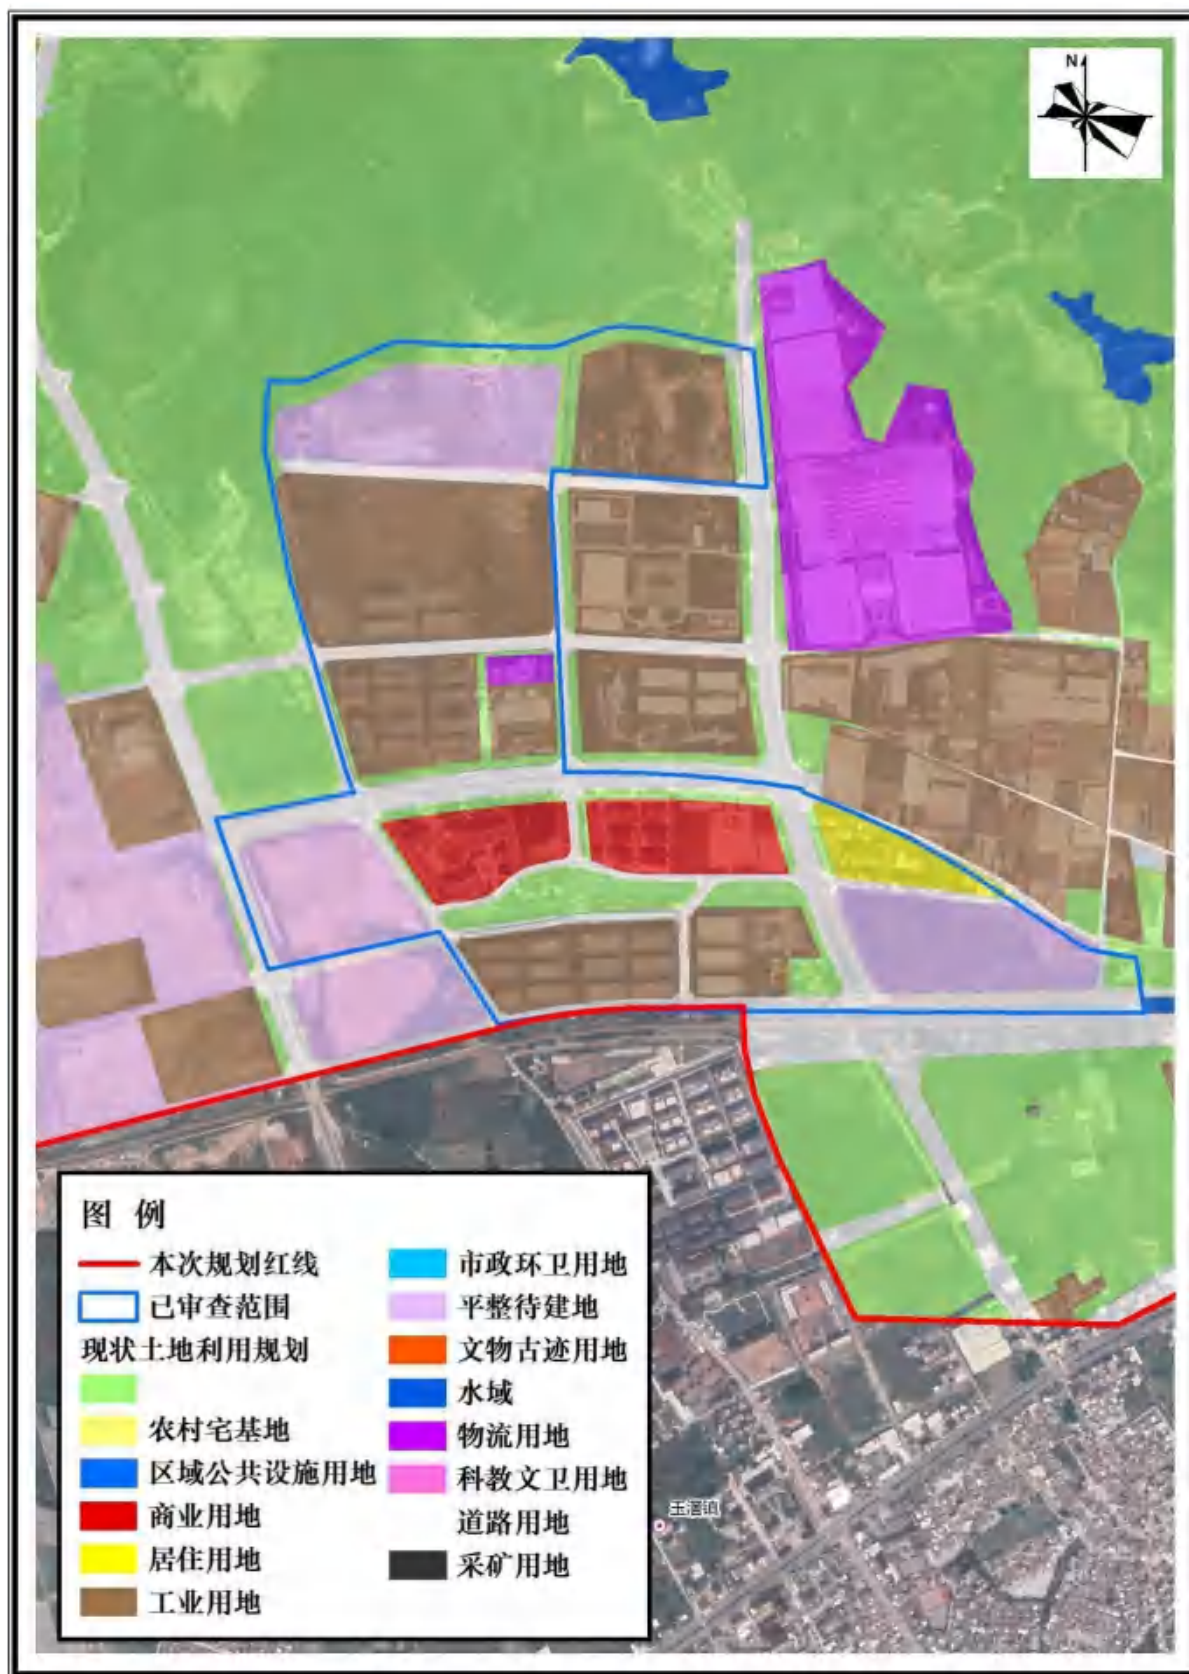 N
图 例
本次规划红线
已审查范围
现状土地利用规划
农村宅基地
区域公共设施用地
商业用地
居住用地
工业用地
市政环卫用地
平整待建地
文物古迹用地
水域
物流用地
科教文卫用地
道路用地
采矿用地
玉滘镇